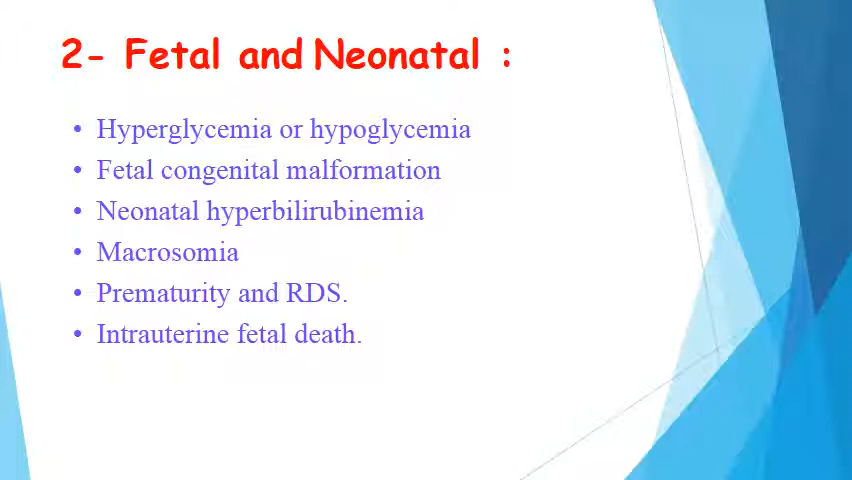 2- Fetal and Neonatal :
• Hyperglycemia or hypoglycemia
• Fetal congenital malformation
• Neonatal hyperbilirubinemia
• Macrosomia
• Prematurity and RDS.
• Intrauterine fetal death.